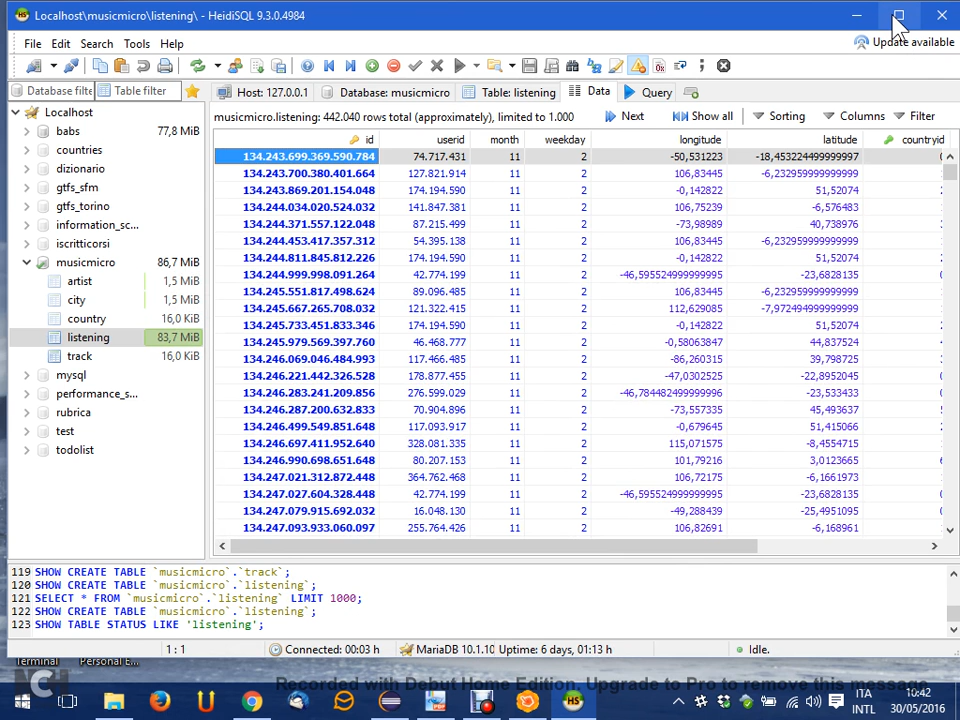 Localhost\musicmicro\listening\ - HeidiSQL 9.3.0.4984
File Edit Search Tools Help
Update available
Database filte Table filter Host: 127.0.0.1 Database: musicmicro Table: listening Data Query
Localhost
babs 77,8 MiB
countries
dizionario
gtfs_sfm
gtfs_torino
information_sc...
iscritticorsi
musicmicro 86,7 MiB
artist 1,5 MiB
city 1,5 MiB
country 16,0 KiB
listening 83,7 MiB
track 16,0 KiB
mysql
performance_s...
rubrica
test
todolist
musicmicro.listening: 442.040 rows total (approximately), limited to 1.000 Next Show all Sorting Columns Filter
id userid month weekday longitude latitude countryid
134.243.699.369.590.784 74.717.431 11 2 -50,531223 -18,453224499999997
134.243.700.380.401.664 127.821.914 11 2 106,83445 -6,232959999999999
134.243.869.201.154.048 174.194.590 11 2 -0,142822 51,52074
134.244.034.020.524.032 141.847.381 11 2 106,75239 -6,576483
134.244.371.557.122.048 87.215.499 11 2 -73,98989 40,738976
134.244.453.417.357.312 54.395.138 11 2 106,83445 -6,232959999999999
134.244.811.845.812.226 174.194.590 11 2 -0,142822 51,52074
134.244.999.998.091.264 42.774.199 11 2 -46,595524999999995 -23,6828135
134.245.551.817.498.624 89.096.485 11 2 106,83445 -6,232959999999999
134.245.667.265.708.032 121.322.415 11 2 112,629085 -7,972449999999999
134.245.733.451.833.346 174.194.590 11 2 -0,142822 51,52074
134.245.979.569.397.760 46.468.777 11 2 -0,58063847 44,837524
134.246.069.046.484.993 117.466.485 11 2 -86,260315 39,798725
134.246.221.442.326.528 178.877.455 11 2 -47,0302525 -22,8952045
134.246.283.241.209.856 276.599.029 11 2 -46,784482499999996 -23,533433
134.246.287.200.632.833 70.904.896 11 2 -73,557335 45,493637
134.246.499.549.851.648 117.093.917 11 2 -0,679645 51,415066
134.246.697.411.952.640 328.081.335 11 2 115,071575 -8,4554715
134.246.990.698.651.648 80.207.153 11 2 101,79216 3,0123665
134.247.021.312.872.448 364.762.468 11 2 106,72675 -6,1661973
134.247.027.604.328.448 42.774.199 11 2 -46,595524999999995 -23,6828135
134.247.079.915.692.032 16.048.130 11 2 -49,288439 -25,4951095
134.247.093.933.060.097 255.764.426 11 2 106,82691 -6,168961
119 SHOW CREATE TABLE `musicmicro`.`track`;
120 SHOW CREATE TABLE `musicmicro`.`listening`;
121 SELECT * FROM `musicmicro`.`listening` LIMIT 1000;
122 SHOW CREATE TABLE `musicmicro`.`listening`;
123 SHOW TABLE STATUS LIKE 'listening';
1 : 1 Connected: 00:03 h MariaDB 10.1.10 Uptime: 6 days, 01:13 h Idle.
Terminal Personal E...
Recorded with Debut Home Edition. Upgrade to Pro to remove this message
ITA 10:42
INTL 30/05/2016